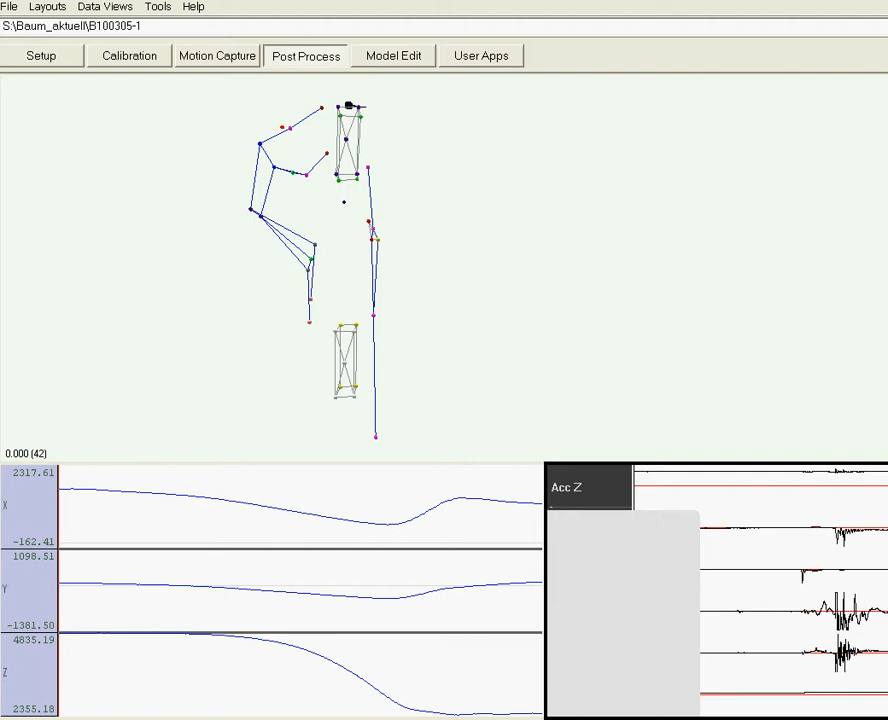 File Layouts Data Views Tools Help
S:\Baum_aktuell\B100305-1
Setup Calibration Motion Capture Post Process Model Edit User Apps
0.000 (42)
2317.61
X
-162.41
1098.51
Y
-1381.50
4835.19
Z
2355.18
Acc Z